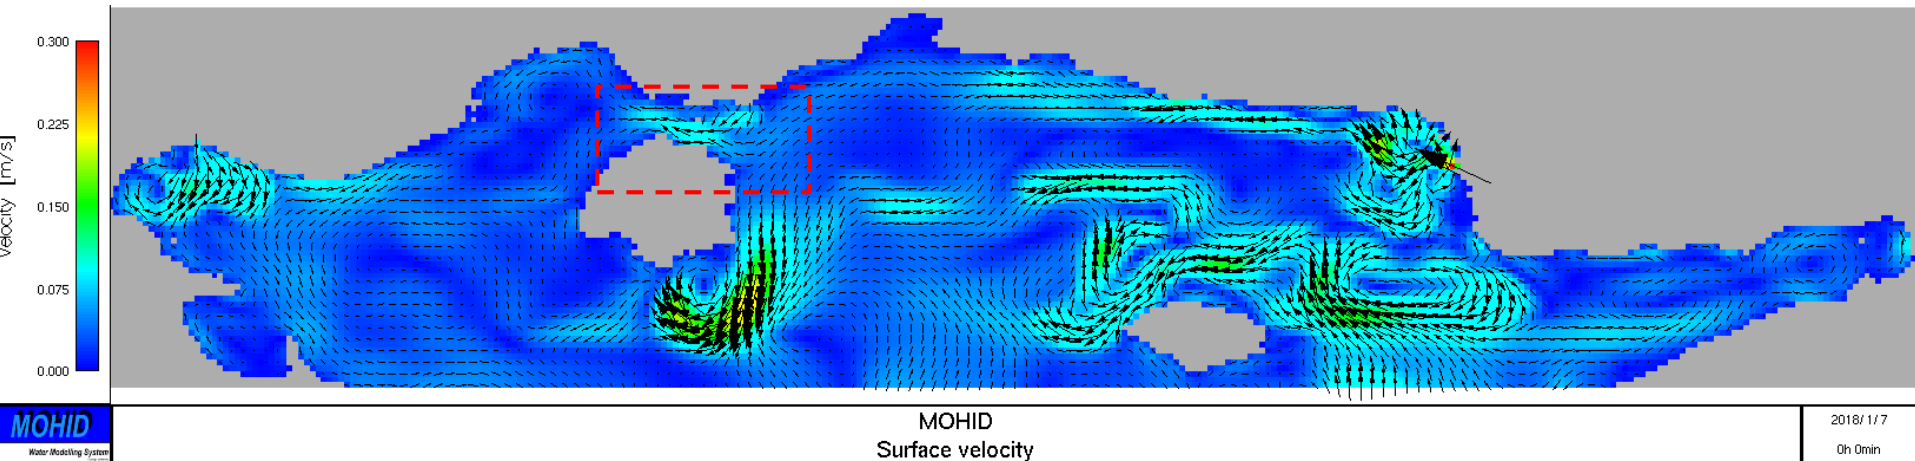 0.300
0.225
0.150
0.075
0.000
Velocity [m/s]
MOHID
Water Modelling System
MOHID
Surface velocity
2018/1/7
0h 0min